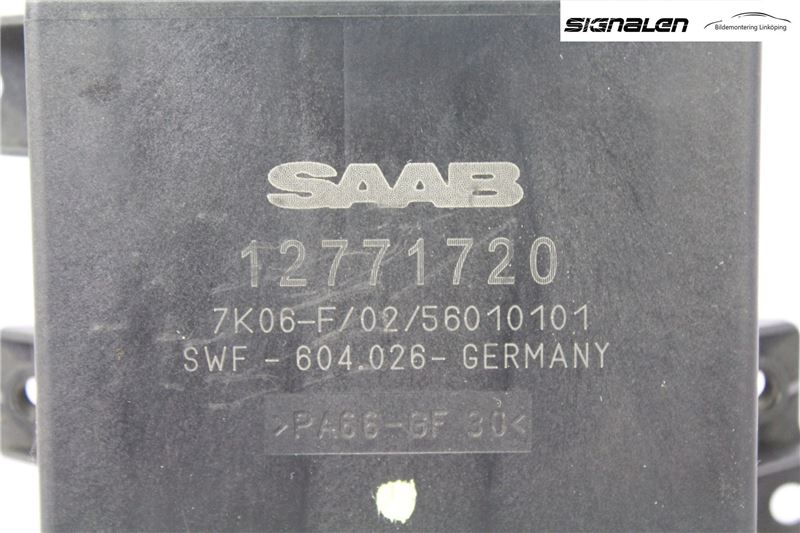 SIGNALEN
Bildemontering Linköping
SAAB
12771720
7K06-F/02/56010101
SWF - 604.026- GERMANY
>PA66-GF 30<